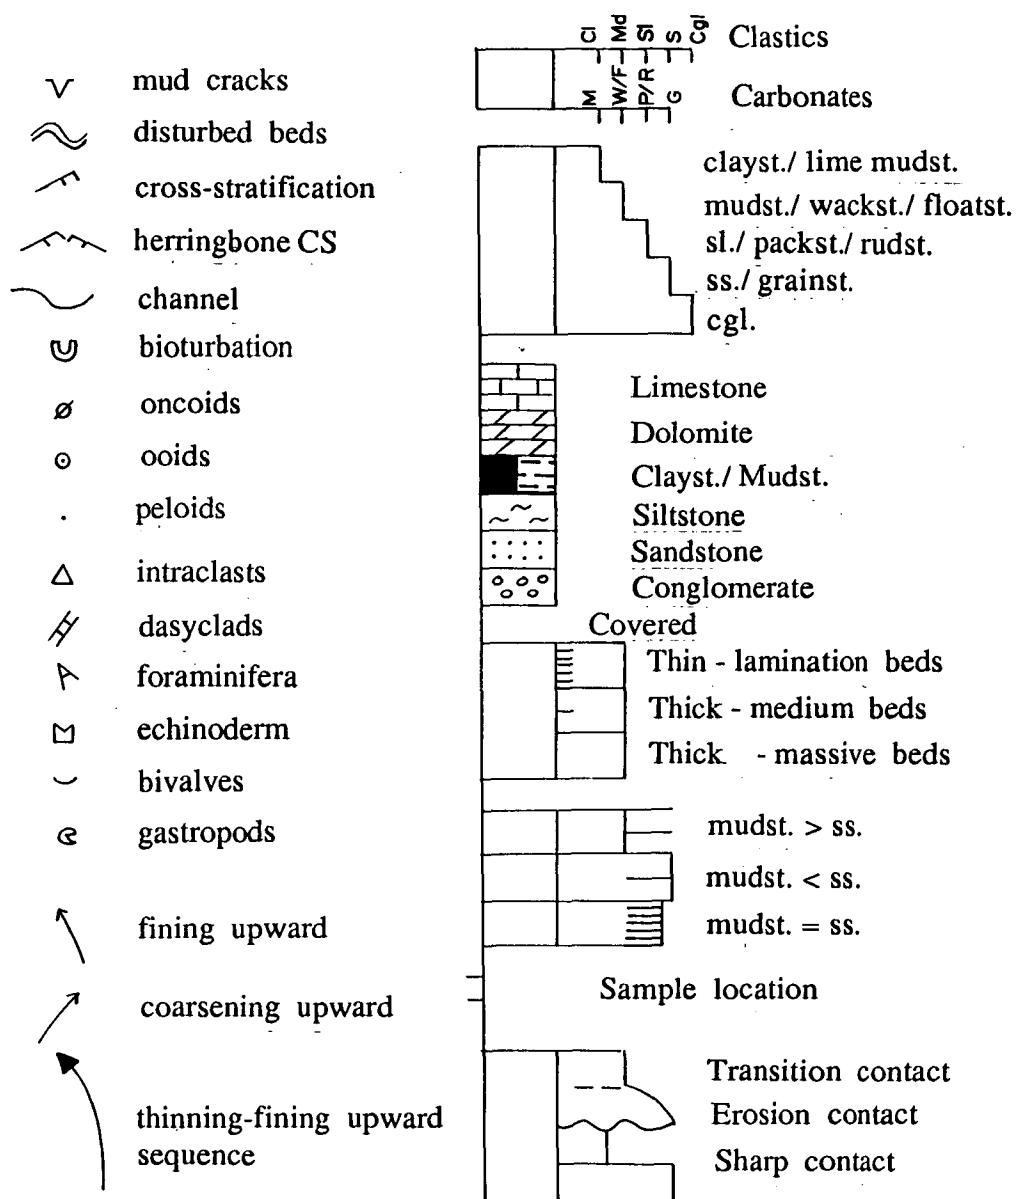 mud cracks
disturbed beds
cross-stratification
herringbone CS
channel
bioturbation
oncoids
ooids
peloids
intraclasts
dasyclads
foraminifera
echinoderm
bivalves
gastropods
fining upward
coarsening upward
thinning-fining upward
sequence
Cl Md Sl S Cgl Clastics
M W/F P/R G Carbonates
clayst./ lime mudst.
mudst./ wackst./ floatst.
sl./ packst./ rudst.
ss./ grainst.
cgl.
Limestone
Dolomite
Clayst./ Mudst.
Siltstone
Sandstone
Conglomerate
Covered
Thin - lamination beds
Thick - medium beds
Thick - massive beds
mudst. > ss.
mudst. < ss.
mudst. = ss.
Sample location
Transition contact
Erosion contact
Sharp contact